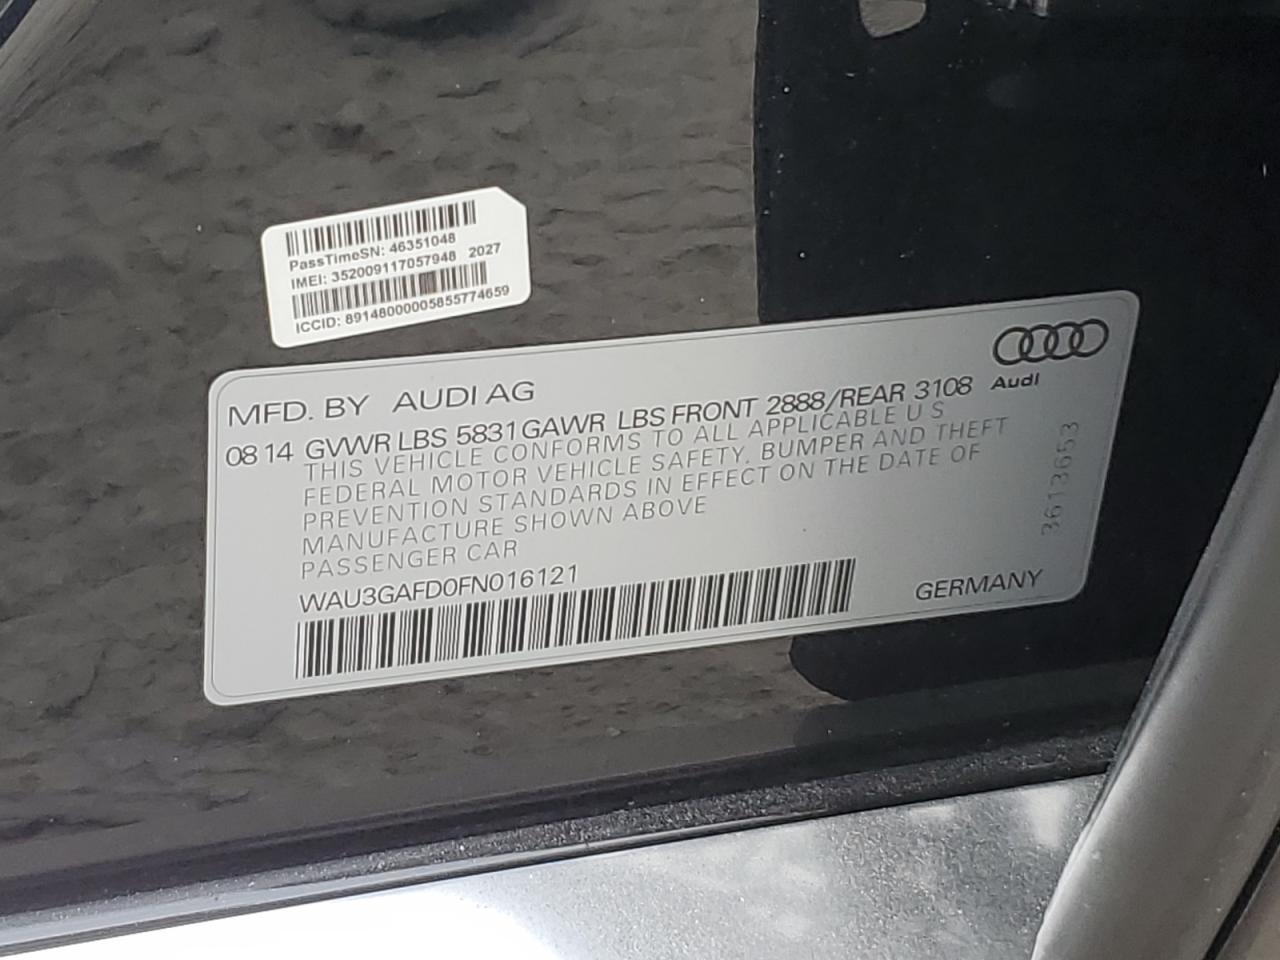 PassTimeSN: 46351048
IMEI: 352009117057948 2027
ICCID: 89148000005855774659
Audi
MFD. BY AUDI AG
08 14 GVWR LBS 5831 GAWR LBS FRONT 2888/REAR 3108
THIS VEHICLE CONFORMS TO ALL APPLICABLE U S
FEDERAL MOTOR VEHICLE SAFETY, BUMPER AND THEFT
PREVENTION STANDARDS IN EFFECT ON THE DATE OF
MANUFACTURE SHOWN ABOVE
PASSENGER CAR
WAU3GAFD0FN016121
GERMANY
3613653